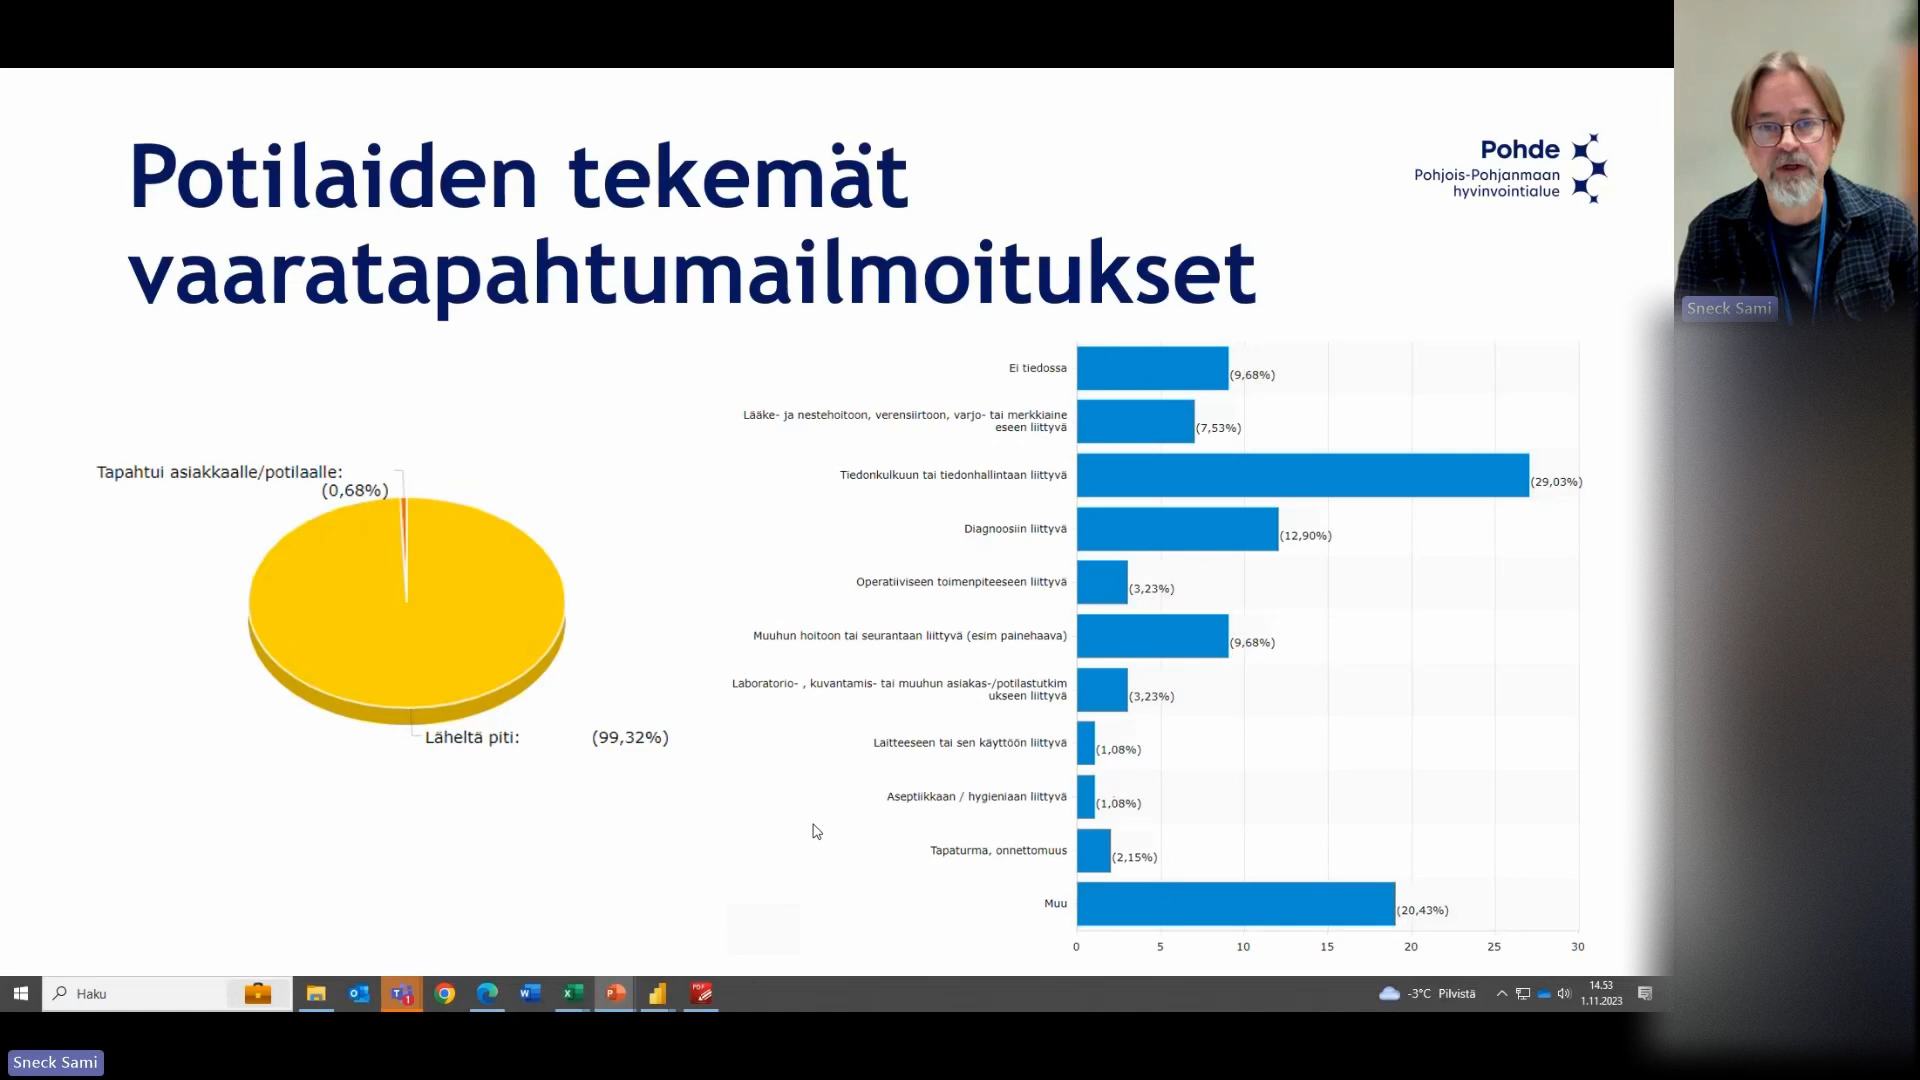 Potilaiden tekemät
vaaratapahtumailmoitukset
Pohde
Pohjois-Pohjanmaan
hyvinvointialue
Sneck Sami
Tapahtui asiakkaalle/potilaalle:
(0,68%)
Läheltä piti: (99,32%)
Ei tiedossa
(9,68%)
Lääke- ja nestehoitoon, verensiirtoon, varjo- tai merkkiaine
eseen liittyvä
(7,53%)
Tiedonkulkuun tai tiedonhallintaan liittyvä
(29,03%)
Diagnoosiin liittyvä
(12,90%)
Operatiiviseen toimenpiteeseen liittyvä
(3,23%)
Muuhun hoitoon tai seurantaan liittyvä (esim painehaava)
(9,68%)
Laboratorio- , kuvantamis- tai muuhun asiakas-/potilastutkim
ukseen liittyvä
(3,23%)
Laitteeseen tai sen käyttöön liittyvä
(1,08%)
Aseptiikkaan / hygieniaan liittyvä
(1,08%)
Tapaturma, onnettomuus
(2,15%)
Muu
(20,43%)
0 5 10 15 20 25 30
Haku
-3°C Pilvistä
14.53
1.11.2023
Sneck Sami